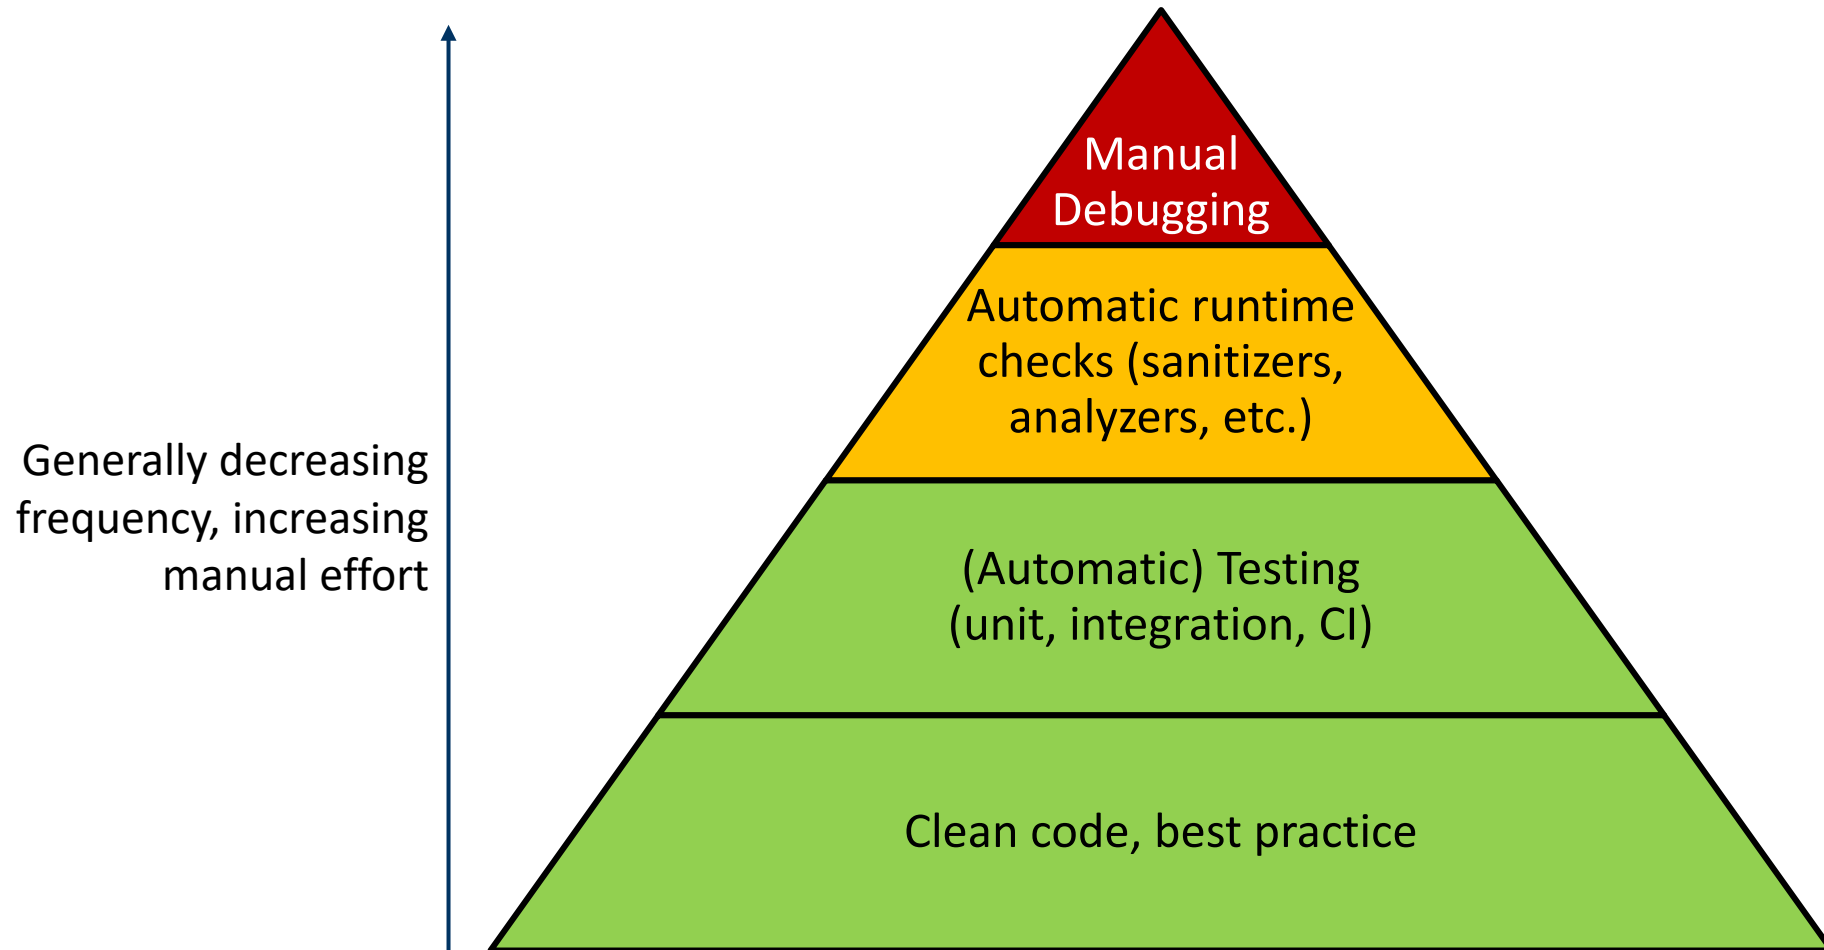 Manual
Debugging
Automatic runtime
checks (sanitizers,
analyzers, etc.)
Generally decreasing
frequency, increasing
manual effort
(Automatic) Testing
(unit, integration, CI)
Clean code, best practice